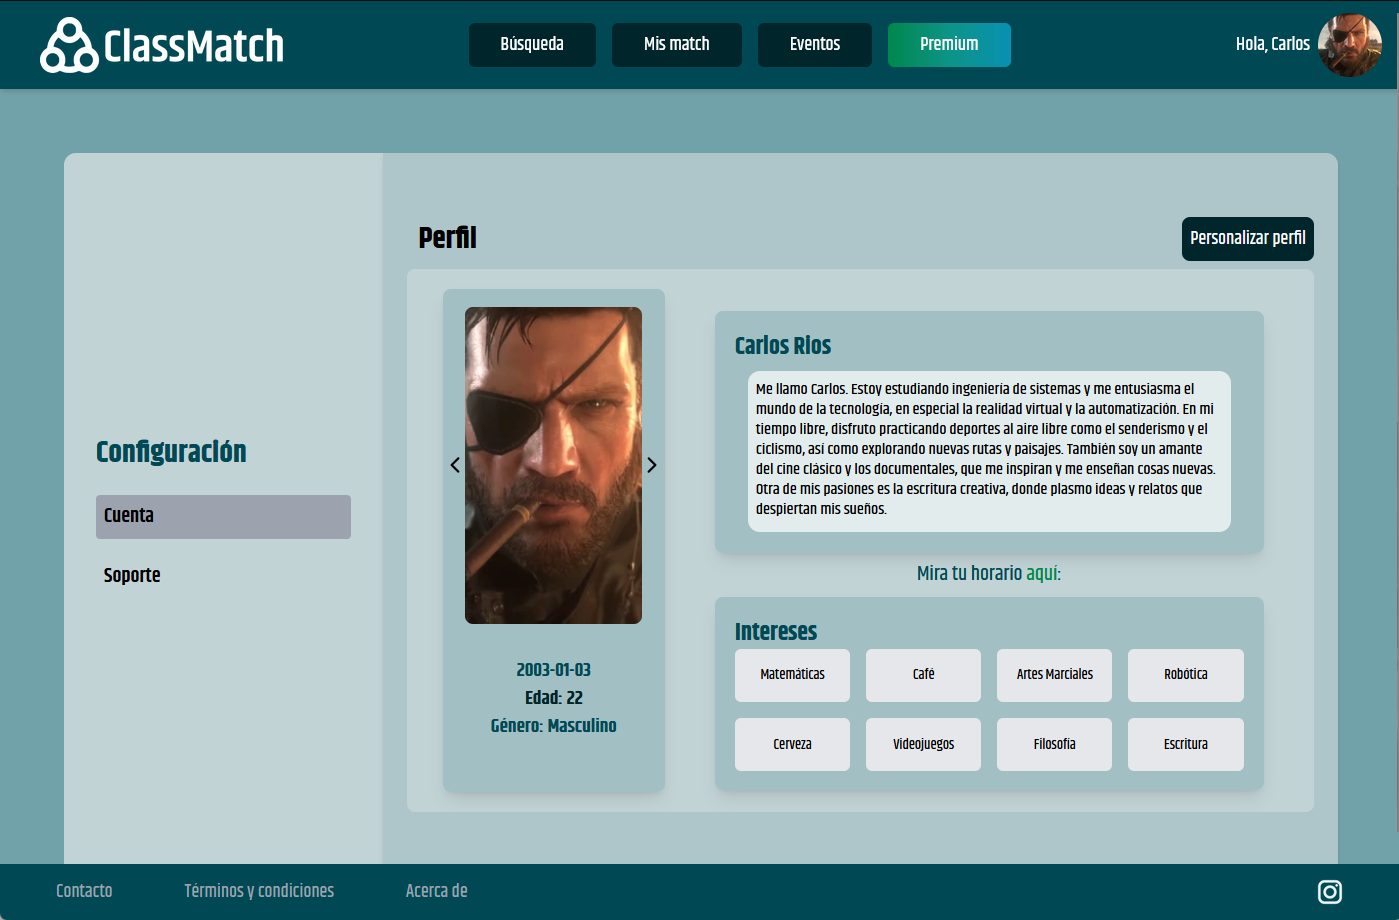 ClassMatch
Búsqueda
Mis match
Eventos
Premium
Hola, Carlos
Configuración
Cuenta
Soporte
Perfil
Personalizar perfil
2003-01-03
Edad: 22
Género: Masculino
Carlos Rios
Me llamo Carlos. Estoy estudiando ingeniería de sistemas y me entusiasma el
mundo de la tecnología, en especial la realidad virtual y la automatización. En mi
tiempo libre, disfruto practicando deportes al aire libre como el senderismo y el
ciclismo, así como explorando nuevas rutas y paisajes. También soy un amante
del cine clásico y los documentales, que me inspiran y me enseñan cosas nuevas.
Otra de mis pasiones es la escritura creativa, donde plasmo ideas y relatos que
despiertan mis sueños.
Mira tu horario aquí:
Intereses
Matemáticas
Café
Artes Marciales
Robótica
Cerveza
Videojuegos
Filosofía
Escritura
Contacto
Términos y condiciones
Acerca de